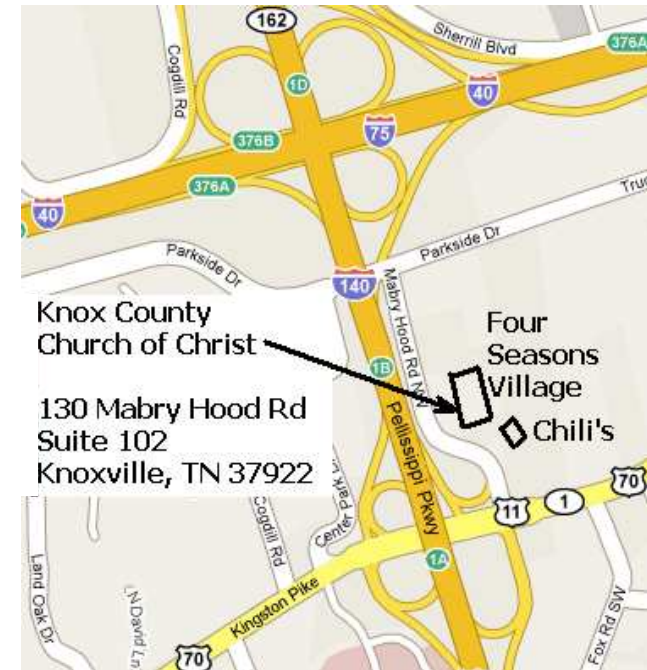 162
Sherrill Blvd
376A
Cogdill Rd
1D
40
75
376B
376A
40
Parkside Dr
Parkside Dr
140
Mabry Hood Rd NW
Knox County
Church of Christ
130 Mabry Hood Rd
Suite 102
Knoxville, TN 37922
Four
Seasons
Village
Chili's
1B
Pellissippi Pkwy
70
1
11
Cogdill Rd
Center Park
1A
Land Oak Dr
N David Ln
Kingston Pike
Fox Rd SW
70